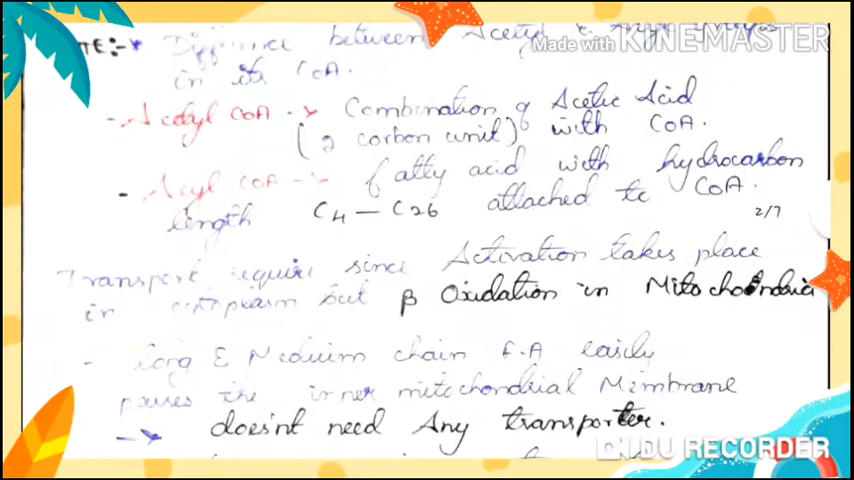 TE:-* Difference between Acetyl & Acyl groups
in its CoA.
- Acetyl CoA -> Combination of Acetic Acid
(2 carbon unit) with CoA.
- Acyl CoA -> fatty acid with hydrocarbon
length C4 - C26 attached to CoA.
2/7
Transport require since Activation takes place
in cytoplasm but β Oxidation in Mitochondria
- long & Medium chain F.A easily
passes the inner mitochondrial Membrane
-> doesn't need Any transporter.
Made with KINEMASTER
DU RECORDER